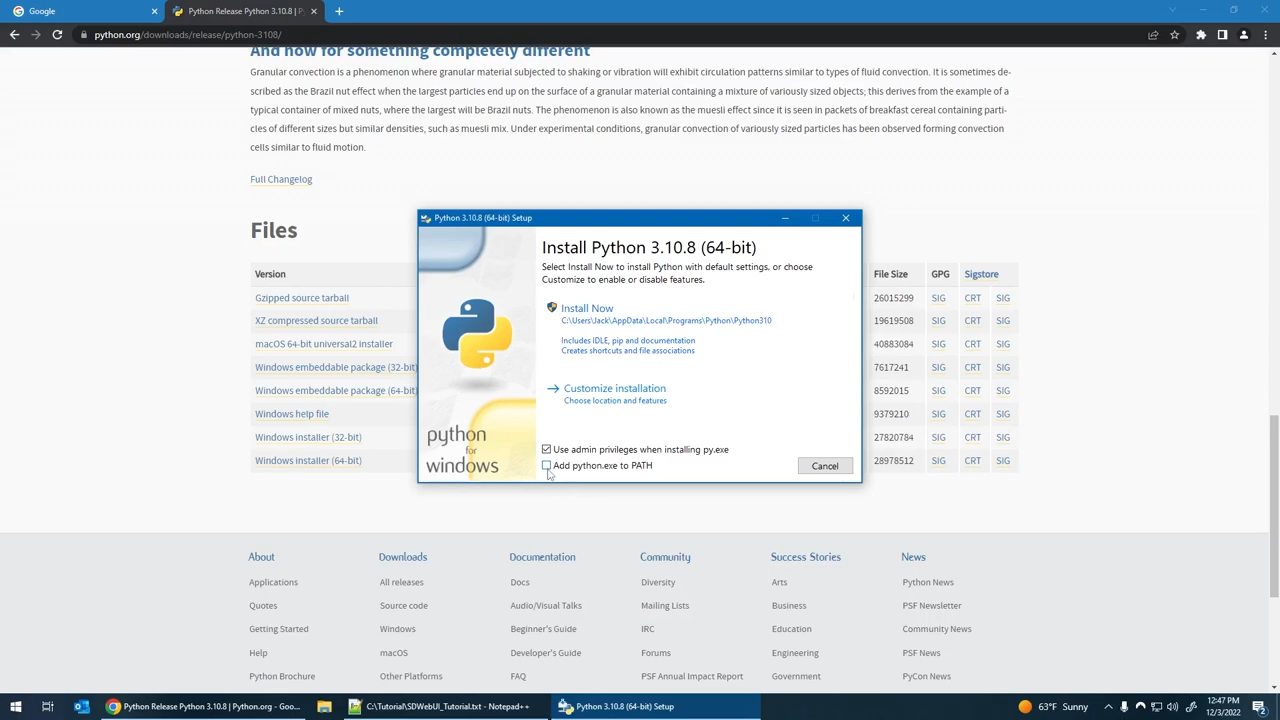 Google
Python Release Python 3.10.8 | P
python.org/downloads/release/python-3108/
And now for something completely different
Granular convection is a phenomenon where granular material subjected to shaking or vibration will exhibit circulation patterns similar to types of fluid convection. It is sometimes de-
scribed as the Brazil nut effect when the largest particles end up on the surface of a granular material containing a mixture of variously sized objects; this derives from the example of a
typical container of mixed nuts, where the largest will be Brazil nuts. The phenomenon is also known as the muesli effect since it is seen in packets of breakfast cereal containing parti-
cles of different sizes but similar densities, such as muesli mix. Under experimental conditions, granular convection of variously sized particles has been observed forming convection
cells similar to fluid motion.
Full Changelog
Files
Version File Size GPG Sigstore
Gzipped source tarball 26015299 SIG CRT SIG
XZ compressed source tarball 19619508 SIG CRT SIG
macOS 64-bit universal2 installer 40883084 SIG CRT SIG
Windows embeddable package (32-bit) 7617241 SIG CRT SIG
Windows embeddable package (64-bit) 8592015 SIG CRT SIG
Windows help file 9379210 SIG CRT SIG
Windows installer (32-bit) 27820784 SIG CRT SIG
Windows installer (64-bit) 28978512 SIG CRT SIG
Python 3.10.8 (64-bit) Setup
Install Python 3.10.8 (64-bit)
Select Install Now to install Python with default settings, or choose
Customize to enable or disable features.
Install Now
C:\Users\Jack\AppData\Local\Programs\Python\Python310
Includes IDLE, pip and documentation
Creates shortcuts and file associations
Customize installation
Choose location and features
Use admin privileges when installing py.exe
Add python.exe to PATH
Cancel
python
for
windows
About Downloads Documentation Community Success Stories News
Applications All releases Docs Diversity Arts Python News
Quotes Source code Audio/Visual Talks Mailing Lists Business PSF Newsletter
Getting Started Windows Beginner's Guide IRC Education Community News
Help macOS Developer's Guide Forums Engineering PSF News
Python Brochure Other Platforms FAQ PSF Annual Impact Report Government PyCon News
Python Release Python 3.10.8 | Python.org - Goo...
C:\Tutorial\SDWebUI_Tutorial.txt - Notepad++
Python 3.10.8 (64-bit) Setup
63°F Sunny
12:47 PM
12/3/2022
2